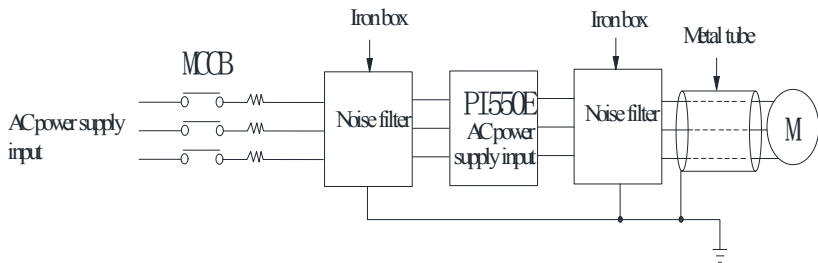 Iron box
Iron box
Metal tube
MCCB
AC power supply
input
Noise filter
PI550E
AC power
supply input
Noise filter
M